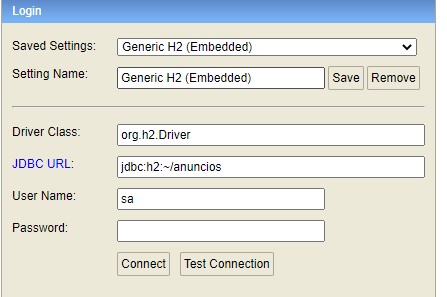 Login
Saved Settings: Generic H2 (Embedded)
Setting Name: Generic H2 (Embedded) Save Remove
Driver Class: org.h2.Driver
JDBC URL: jdbc:h2:~/anuncios
User Name: sa
Password:
Connect Test Connection